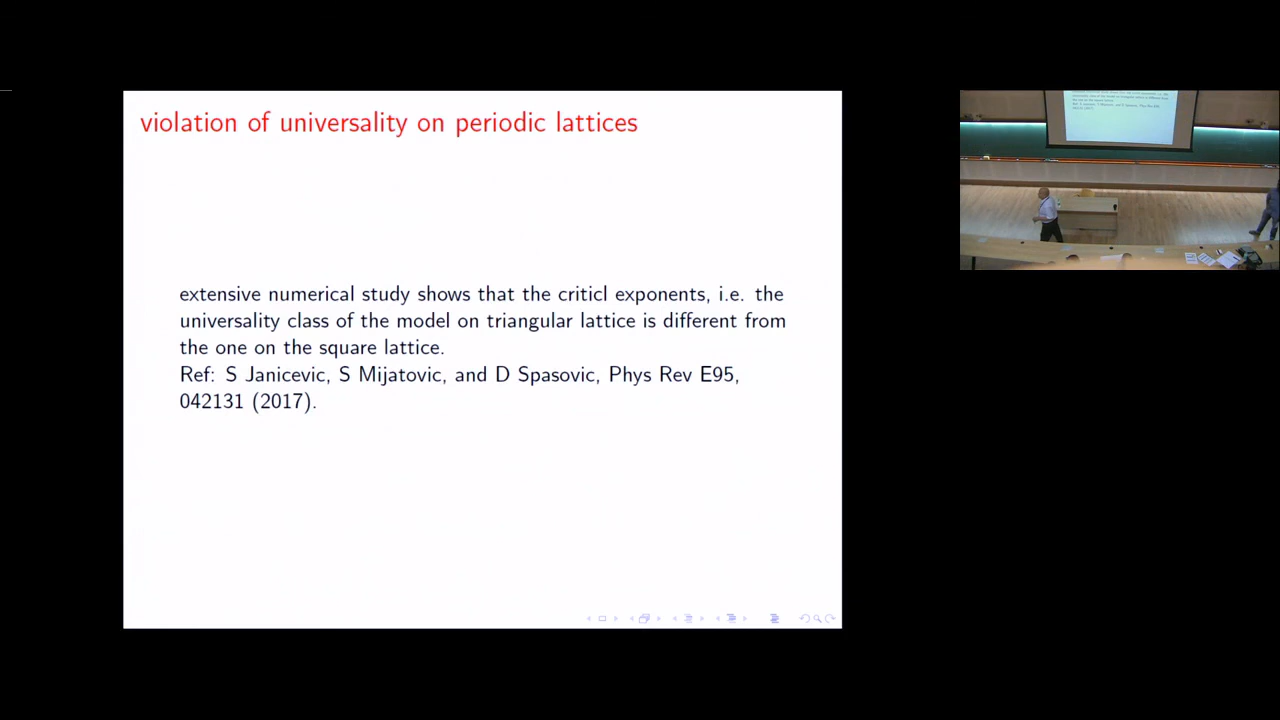 violation of universality on periodic lattices
extensive numerical study shows that the criticl exponents, i.e. the
universality class of the model on triangular lattice is different from
the one on the square lattice.
Ref: S Janicevic, S Mijatovic, and D Spasovic, Phys Rev E95,
042131 (2017).